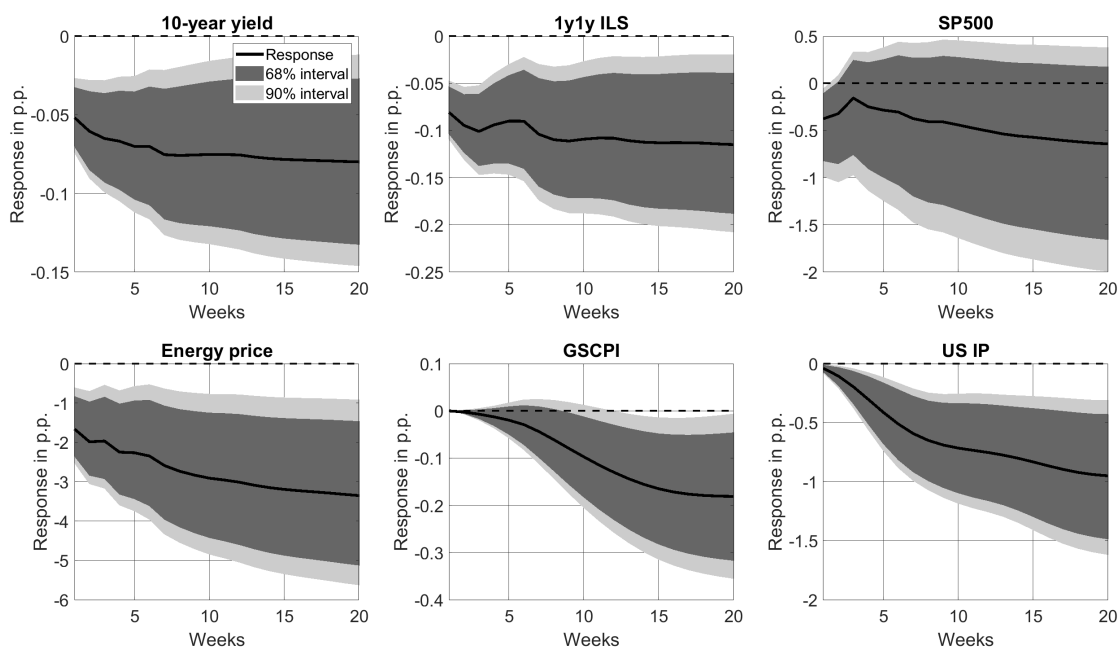 10-year yield
0
-0.05
-0.1
-0.15
5
10
15
20
Response in p.p.
Weeks
Response
68% interval
90% interval
1y1y ILS
0
-0.05
-0.1
-0.15
-0.2
-0.25
5
10
15
20
Response in p.p.
Weeks
SP500
0.5
0
-0.5
-1
-1.5
-2
5
10
15
20
Response in p.p.
Weeks
Energy price
0
-1
-2
-3
-4
-5
-6
5
10
15
20
Response in p.p.
Weeks
GSCPI
0.1
0
-0.1
-0.2
-0.3
-0.4
5
10
15
20
Response in p.p.
Weeks
US IP
0
-0.5
-1
-1.5
-2
5
10
15
20
Response in p.p.
Weeks